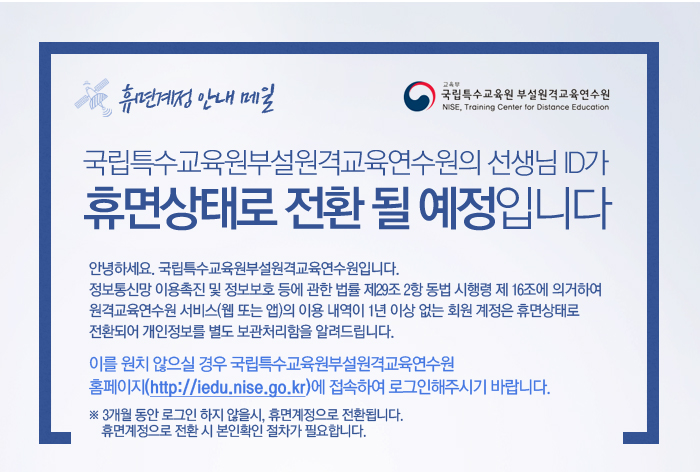 휴면계정 안내 메일
교육부
국립특수교육원 부설원격교육연수원
NISE, Training Center for Distance Education
국립특수교육원부설원격교육연수원의 선생님 ID가
휴면상태로 전환 될 예정입니다
안녕하세요. 국립특수교육원부설원격교육연수원입니다.
정보통신망 이용촉진 및 정보보호 등에 관한 법률 제29조 2항 동법 시행령 제 16조에 의거하여
원격교육연수원 서비스(웹 또는 앱)의 이용 내역이 1년 이상 없는 회원 계정은 휴면상태로
전환되어 개인정보를 별도 보관처리함을 알려드립니다.
이를 원치 않으실 경우 국립특수교육원부설원격교육연수원
홈페이지(http://iedu.nise.go.kr)에 접속하여 로그인해주시기 바랍니다.
※ 3개월 동안 로그인 하지 않을시, 휴면계정으로 전환됩니다.
휴면계정으로 전환 시 본인확인 절차가 필요합니다.